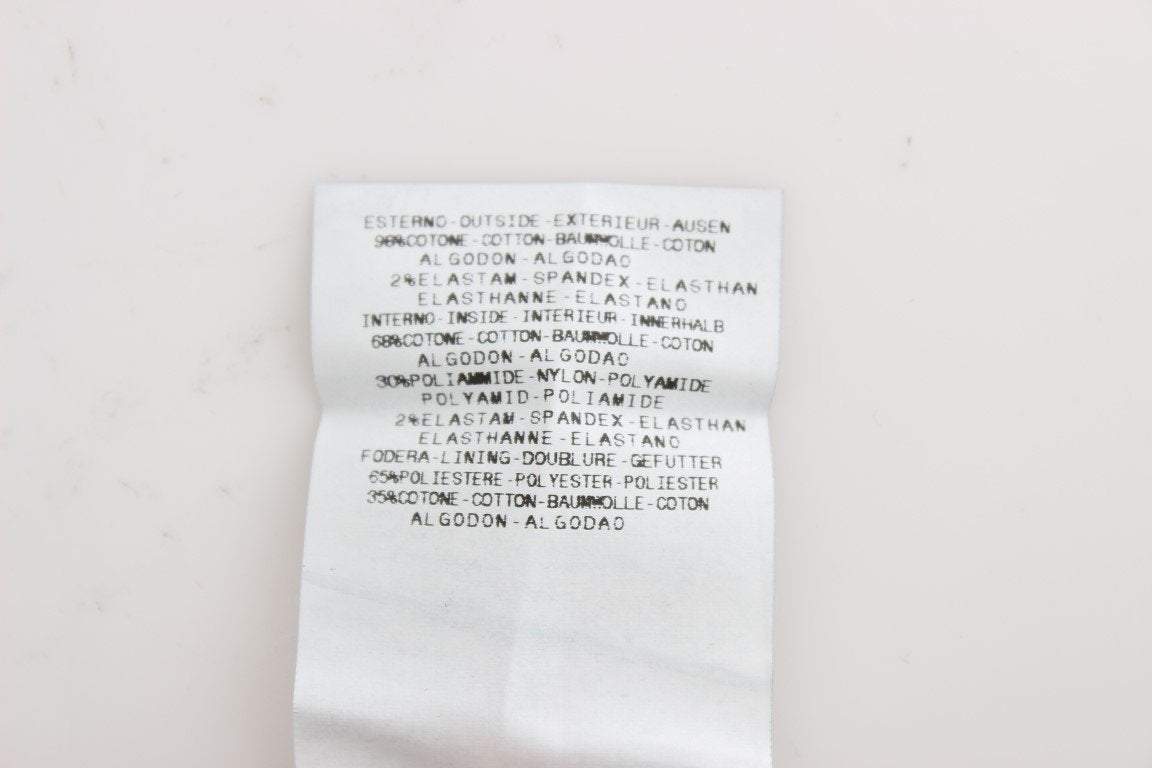 ESTERNO-OUTSIDE-EXTERIEUR-AUSEN
98%COTONE-COTTON-BAUMWOLLE-COTON
ALGODON-ALGODAO
2%ELASTAM-SPANDEX-ELASTHAN
ELASTHANNE-ELASTANO
INTERNO-INSIDE-INTERIEUR-INNERHALB
68%COTONE-COTTON-BAUMWOLLE-COTON
ALGODON-ALGODAO
30%POLIAMMIDE-NYLON-POLYAMIDE
POLYAMID-POLIAMIDE
2%ELASTAM-SPANDEX-ELASTHAN
ELASTHANNE-ELASTANO
FODERA-LINING-DOUBLURE-GEFUTTER
65%POLIESTERE-POLYESTER-POLIESTER
35%COTONE-COTTON-BAUMWOLLE-COTON
ALGODON-ALGODAO